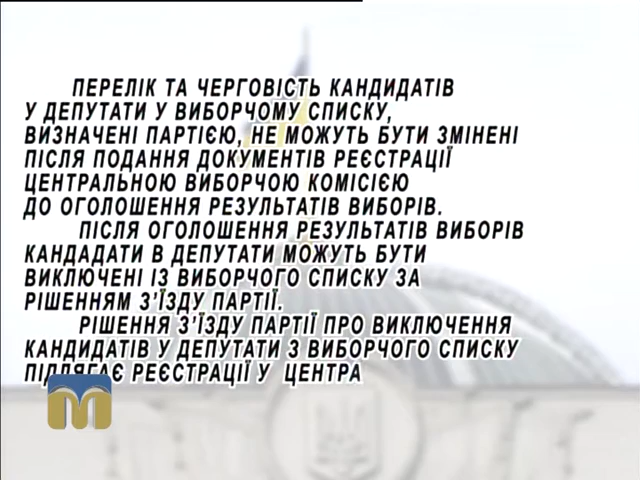 ПЕРЕЛІК ТА ЧЕРГОВІСТЬ КАНДИДАТІВ
У ДЕПУТАТИ У ВИБОРЧОМУ СПИСКУ,
ВИЗНАЧЕНІ ПАРТІЄЮ, НЕ МОЖУТЬ БУТИ ЗМІНЕНІ
ПІСЛЯ ПОДАННЯ ДОКУМЕНТІВ РЕЄСТРАЦІЇ
ЦЕНТРАЛЬНОЮ ВИБОРЧОЮ КОМІСІЄЮ
ДО ОГОЛОШЕННЯ РЕЗУЛЬТАТІВ ВИБОРІВ.
ПІСЛЯ ОГОЛОШЕННЯ РЕЗУЛЬТАТІВ ВИБОРІВ
КАНДАДАТИ В ДЕПУТАТИ МОЖУТЬ БУТИ
ВИКЛЮЧЕНІ ІЗ ВИБОРЧОГО СПИСКУ ЗА
РІШЕННЯМ З'ЇЗДУ ПАРТІЇ.
РІШЕННЯ З'ЇЗДУ ПАРТІЇ ПРО ВИКЛЮЧЕННЯ
КАНДИДАТІВ У ДЕПУТАТИ З ВИБОРЧОГО СПИСКУ
ПІДЛЯГАЄ РЕЄСТРАЦІЇ У ЦЕНТРА